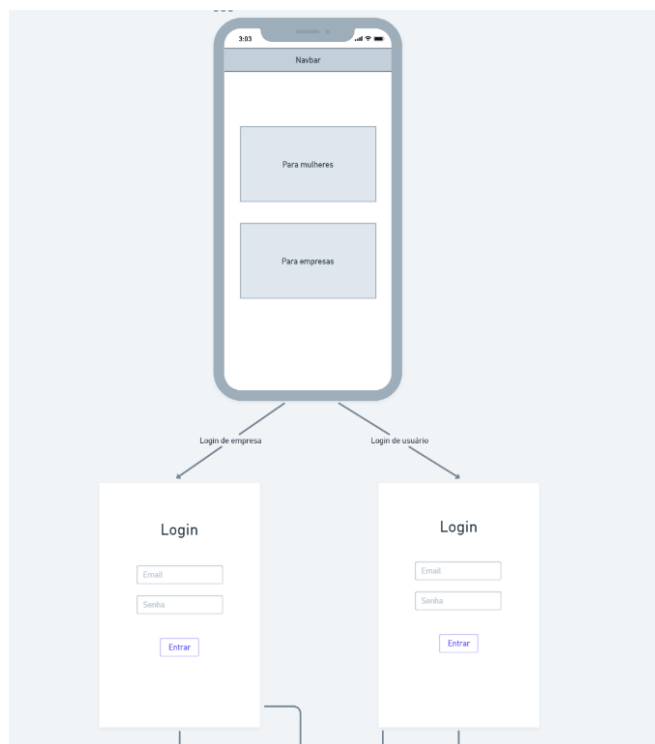 3:03
Navbar
Para mulheres
Para empresas
Login de empresa
Login de usuário
Login
Email
Senha
Entrar
Login
Email
Senha
Entrar